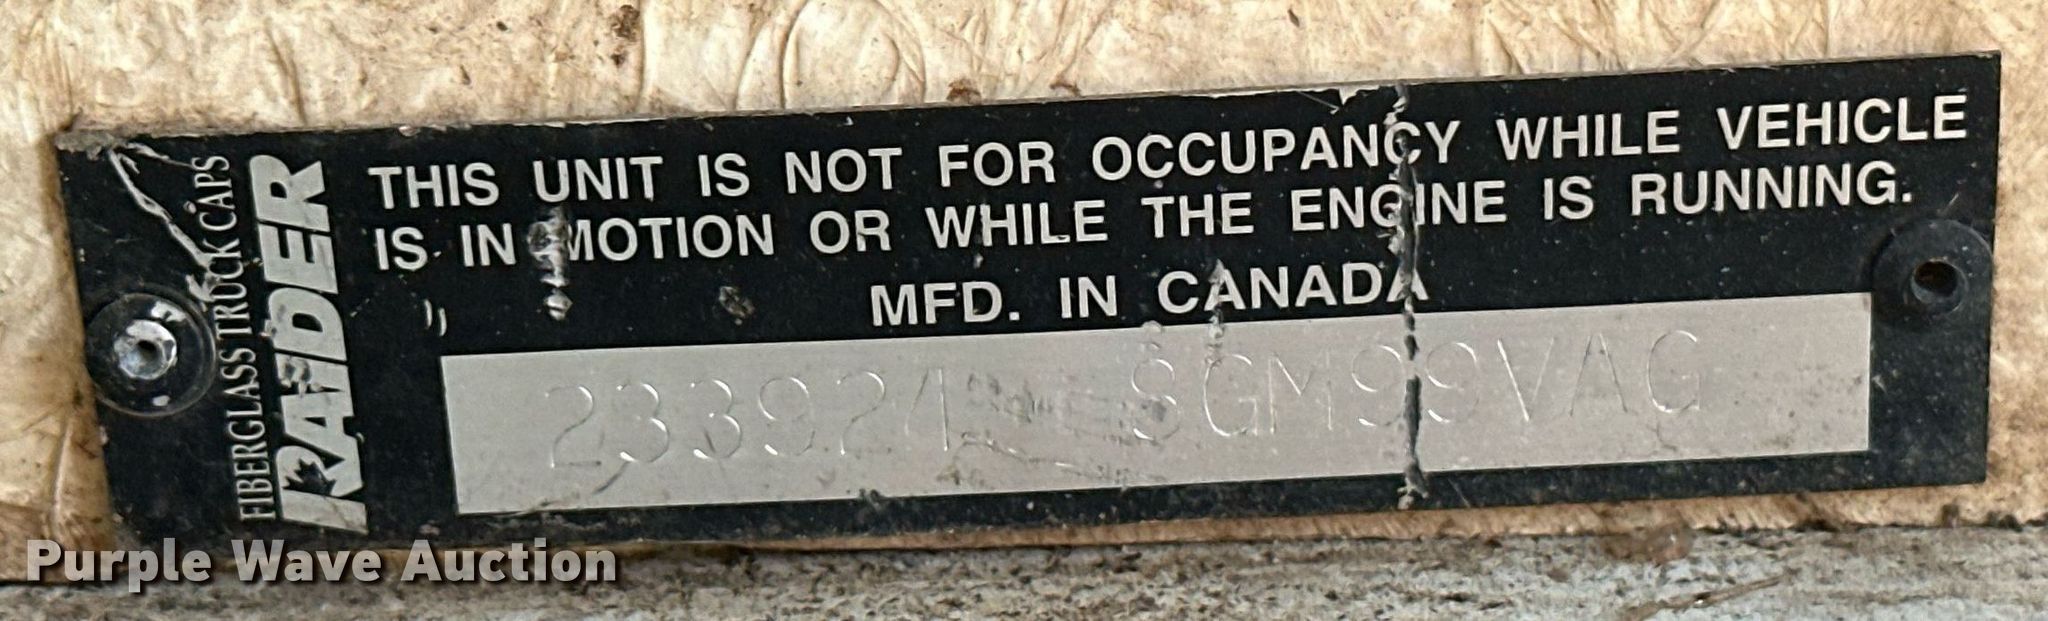 FIBERGLASS TRUCK CAPS
RAIDER
THIS UNIT IS NOT FOR OCCUPANCY WHILE VEHICLE
IS IN MOTION OR WHILE THE ENGINE IS RUNNING.
MFD. IN CANADA
233924 SGM99VAG
Purple Wave Auction